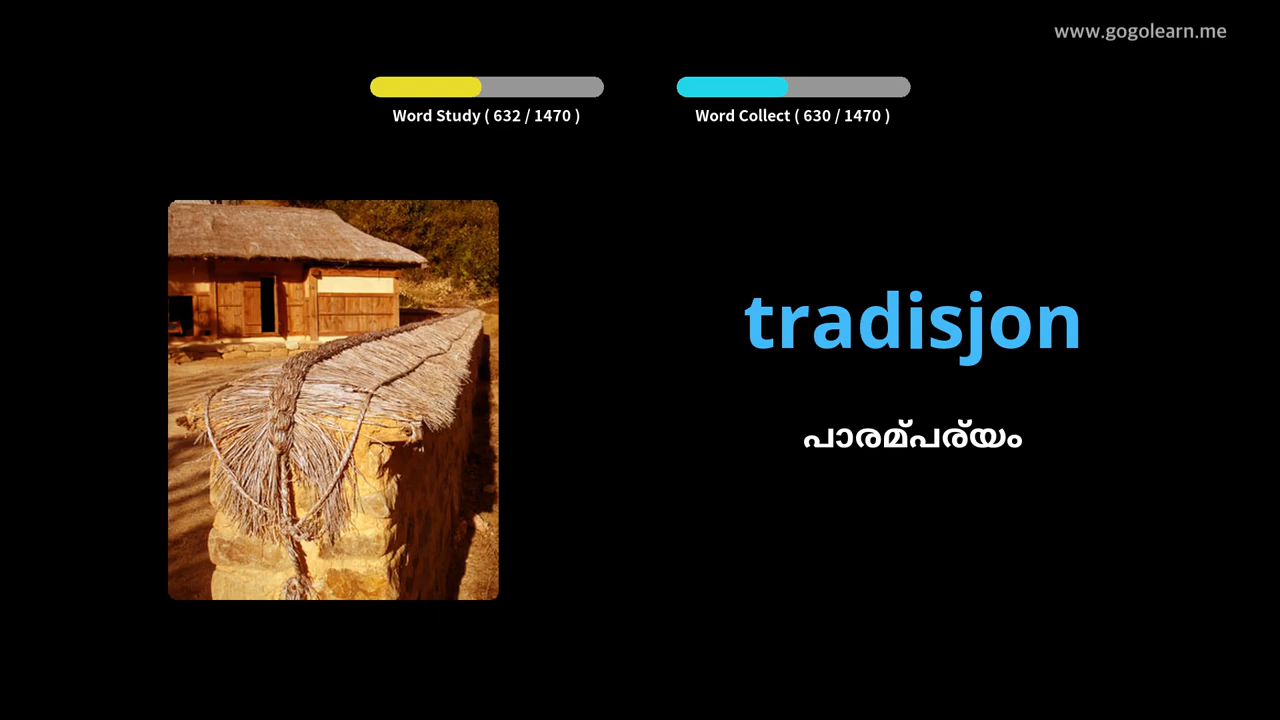 www.gogolearn.me
Word Study ( 632 / 1470 )
Word Collect ( 630 / 1470 )
tradisjon
പാരമ്പര്യം